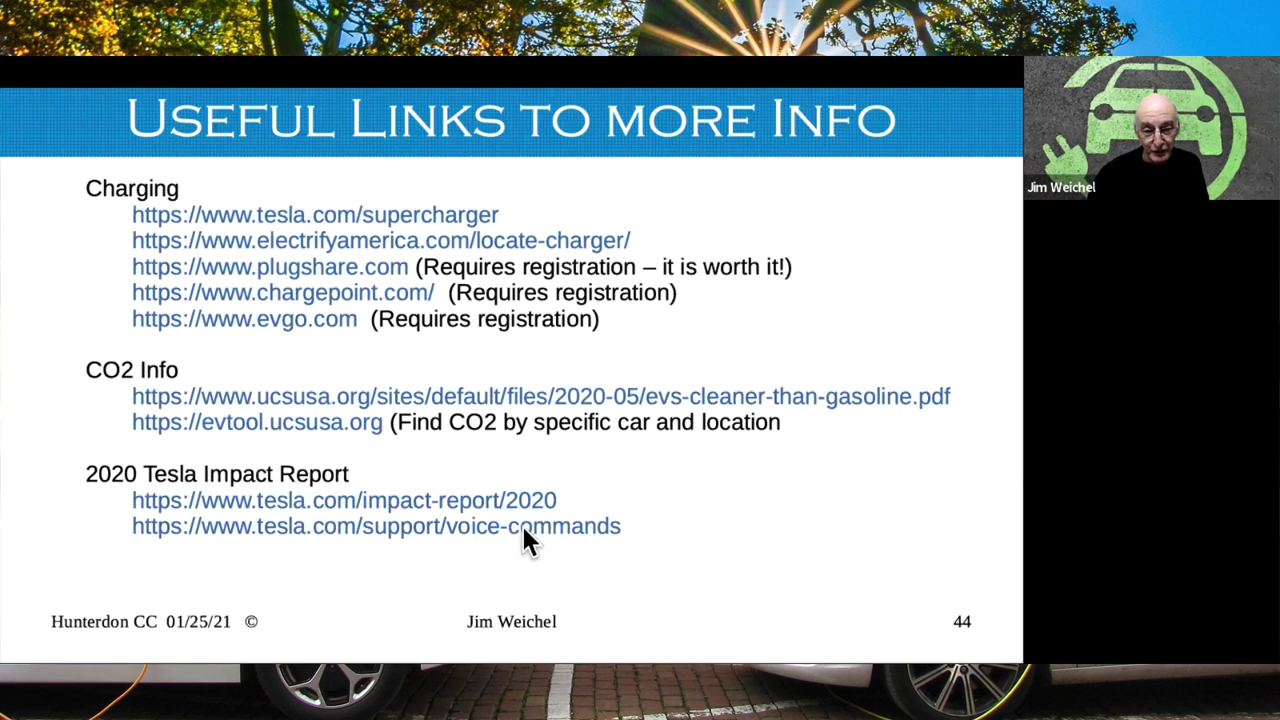 USEFUL LINKS TO MORE INFO
Charging
https://www.tesla.com/supercharger
https://www.electrifyamerica.com/locate-charger/
https://www.plugshare.com (Requires registration – it is worth it!)
https://www.chargepoint.com/ (Requires registration)
https://www.evgo.com (Requires registration)
CO2 Info
https://www.ucsusa.org/sites/default/files/2020-05/evs-cleaner-than-gasoline.pdf
https://evtool.ucsusa.org (Find CO2 by specific car and location
2020 Tesla Impact Report
https://www.tesla.com/impact-report/2020
https://www.tesla.com/support/voice-commands
Hunterdon CC 01/25/21 © Jim Weichel 44
Jim Weichel